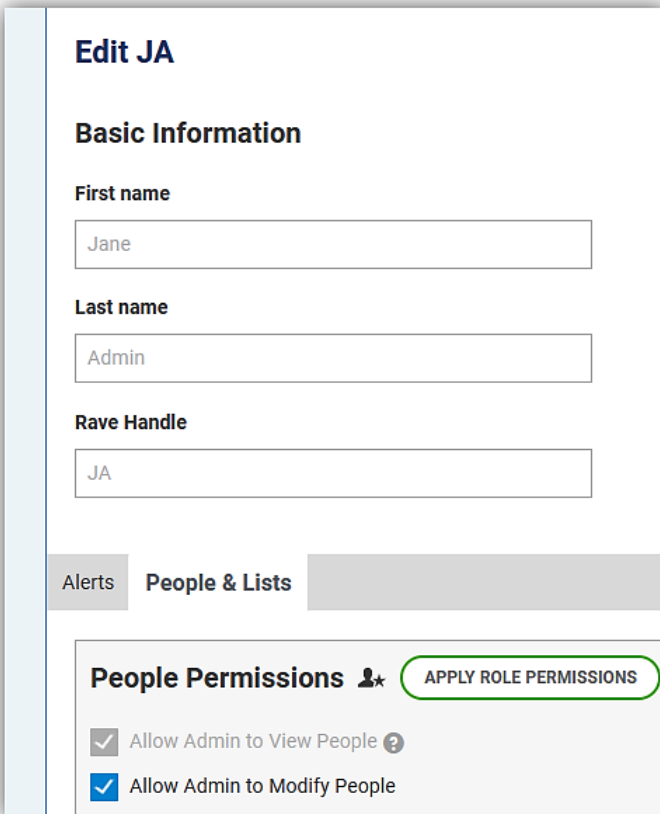 Edit JA
Basic Information
First name
Jane
Last name
Admin
Rave Handle
JA
Alerts People & Lists
People Permissions APPLY ROLE PERMISSIONS
Allow Admin to View People ?
Allow Admin to Modify People